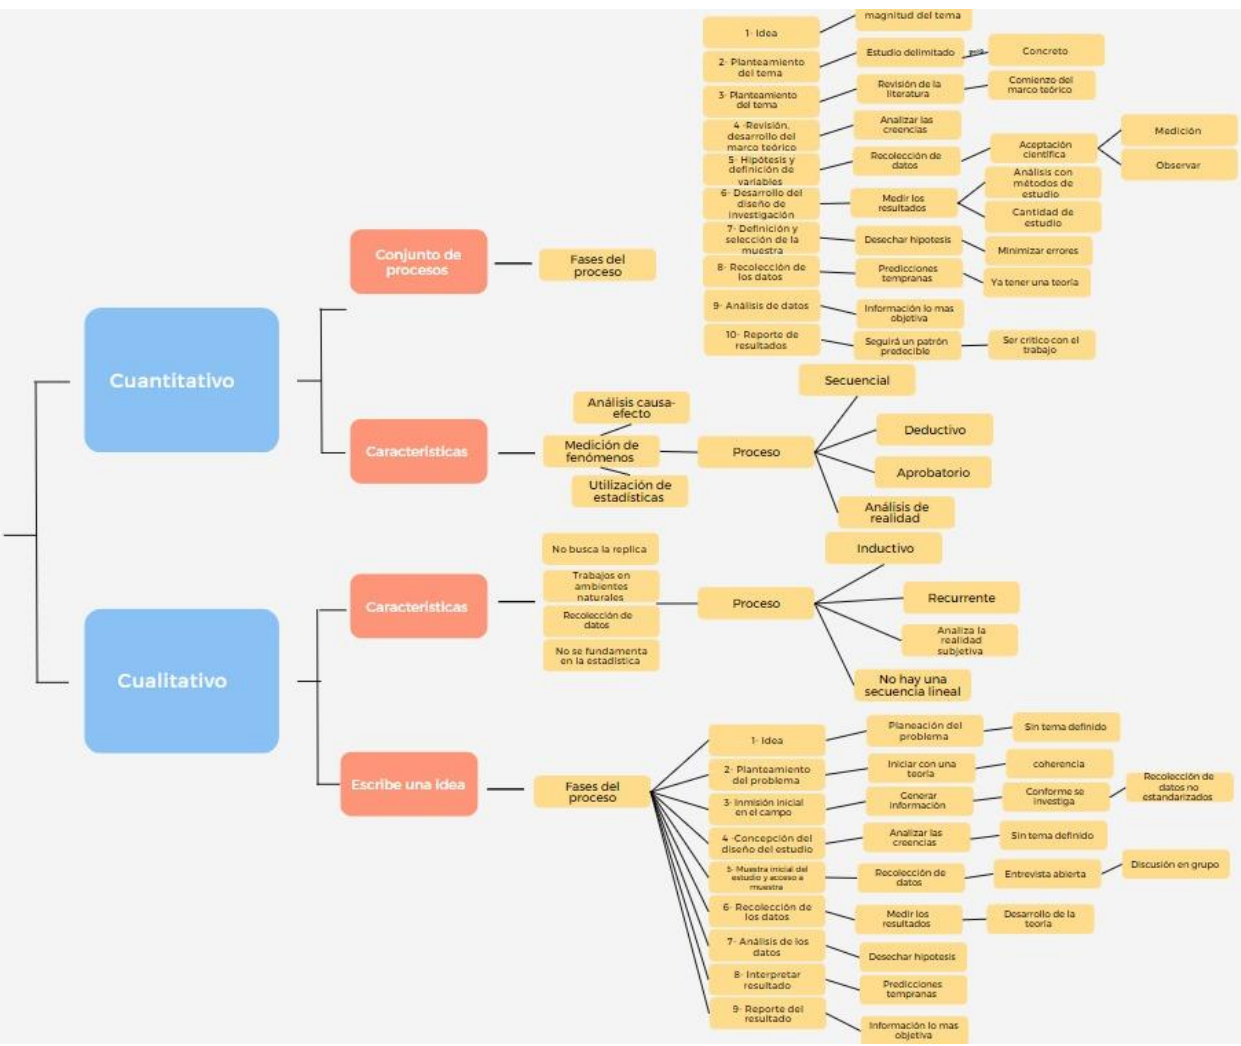 magnitud del tema
1- Idea
Estudio delimitado
Concreto
2- Planteamiento
del tema
Revisión de la
literatura
Comienzo del
marco teórico
3- Planteamiento
del tema
Analizar las
creencias
4 -Revisión,
desarrollo del
marco teórico
Medición
Recolección de
datos
Aceptación
científica
Observar
5- Hipótesis y
definición de
variables
Análisis con
métodos de
estudio
6- Desarrollo del
diseño de
investigación
Medir los
resultados
Cantidad de
estudio
7- Definición y
selección de la
muestra
Desechar hipotesis
Minimizar errores
Conjunto de
procesos
Fases del
proceso
8- Recolección de
los datos
Predicciones
tempranas
Ya tener una teoría
9- Análisis de datos
Información lo mas
objetiva
10- Reporte de
resultados
Seguirá un patrón
predecible
Ser critico con el
trabajo
Cuantitativo
Secuencial
Análisis causa-
efecto
Deductivo
Características
Medición de
fenómenos
Proceso
Aprobatorio
Utilización de
estadísticas
Análisis de
realidad
No busca la replica
Inductivo
Trabajos en
ambientes
naturales
Características
Proceso
Recurrente
Recolección de
datos
Analiza la
realidad
subjetiva
No se fundamenta
en la estadística
No hay una
secuencia lineal
Cualitativo
1- Idea
Planeación del
problema
Sin tema definido
2- Planteamiento
del problema
Iniciar con una
teoría
coherencia
Escribe una idea
Fases del
proceso
3- Inmisión inicial
en el campo
Generar
información
Conforme se
investiga
Recolección de
datos no
estandarizados
4 -Concepción del
diseño del estudio
Analizar las
creencias
Sin tema definido
5- Muestra inicial del
estudio y acceso a
muestra
Recolección de
datos
Entrevista abierta
Discusión en grupo
6- Recolección de
los datos
Medir los
resultados
Desarrollo de la
teoría
7- Análisis de los
datos
Desechar hipotesis
8- Interpretar
resultado
Predicciones
tempranas
9- Reporte del
resultado
Información lo mas
objetiva